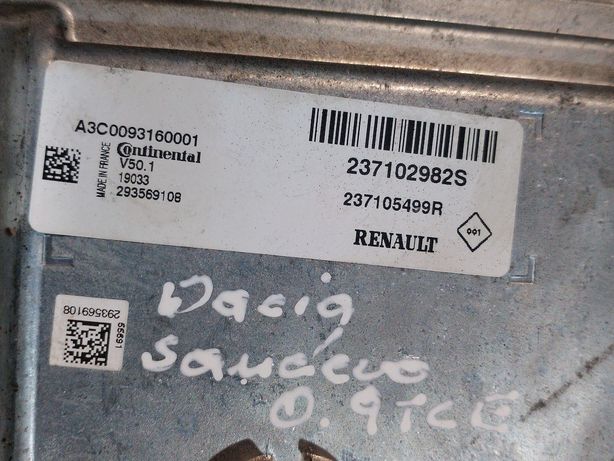 A3C0093160001
MADE IN FRANCE
Continental
V50.1
19033
293569108
237102982S
237105499R
RENAULT
001
55691
293569108
Dacia
Sandero
0.9TCE